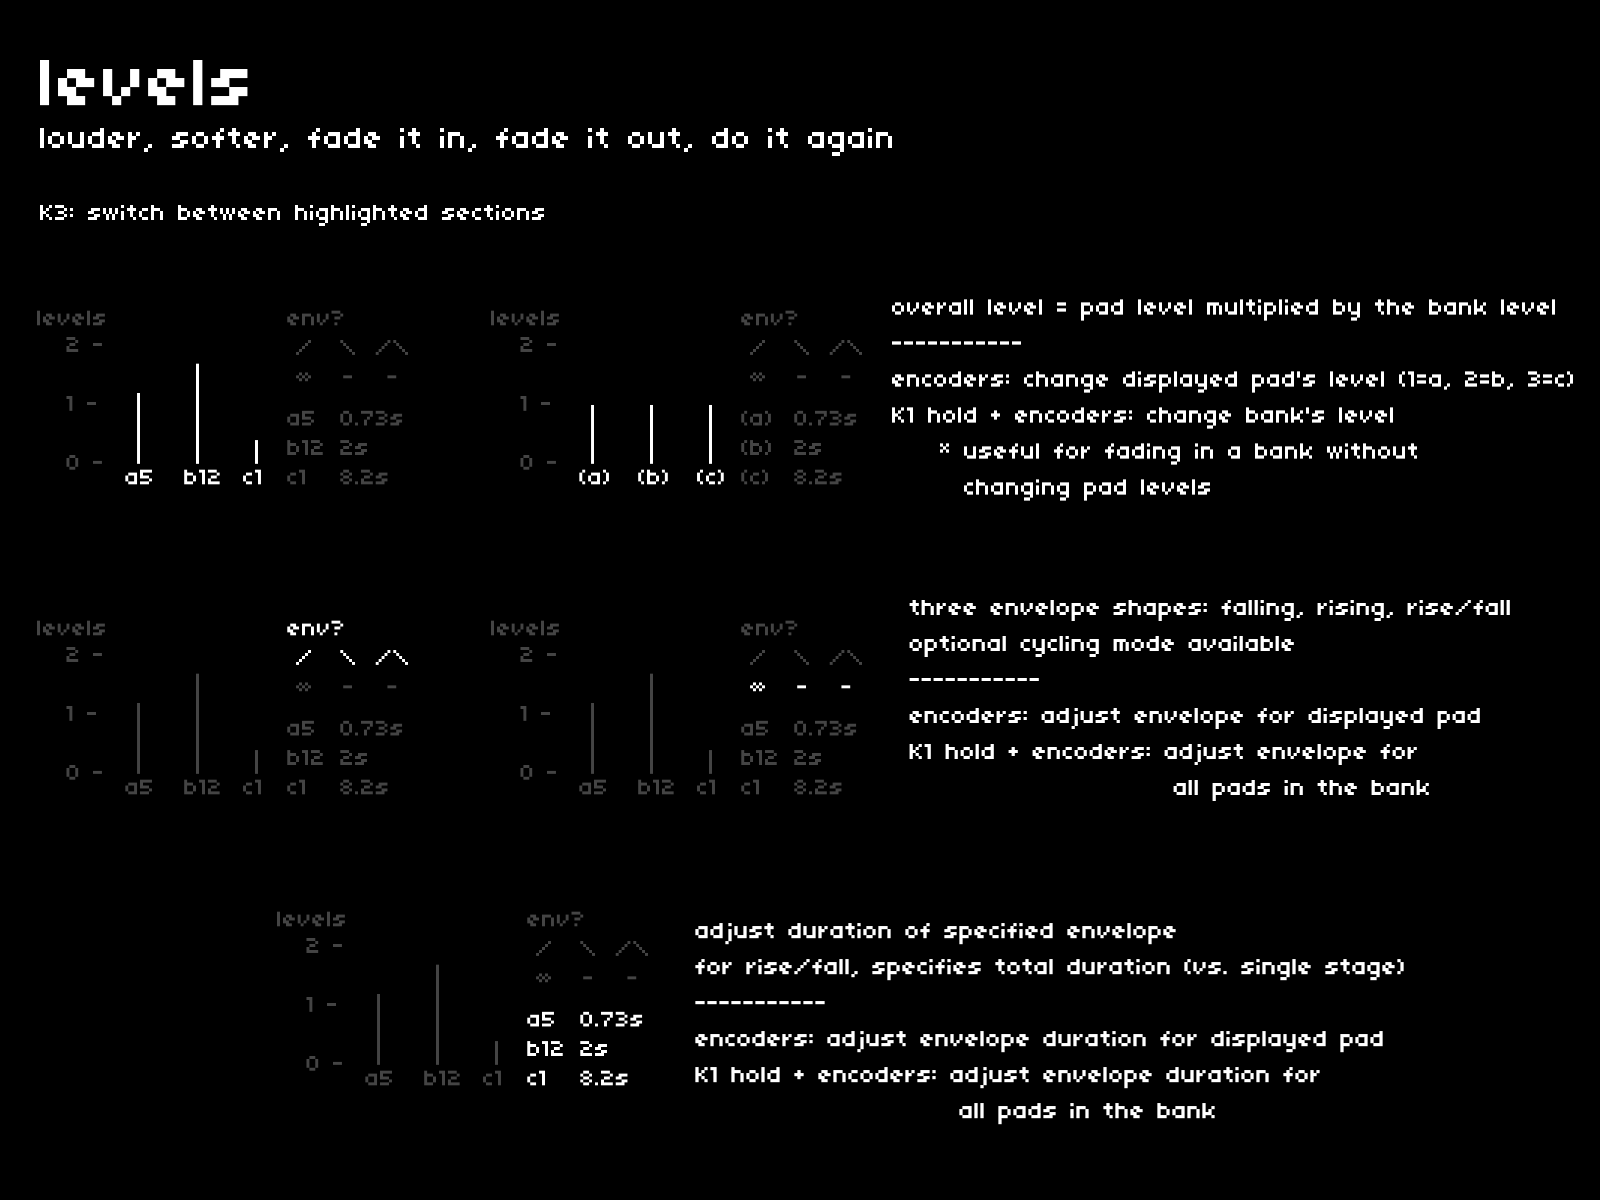 levels
louder, softer, fade it in, fade it out, do it again
K3: switch between highlighted sections
levels
2 -
1 -
0 -
a5 b12 c1
env?
∞ - -
a5 0.73s
b12 2s
c1 8.2s
levels
2 -
1 -
0 -
(a) (b) (c)
env?
∞ - -
(a) 0.73s
(b) 2s
(c) 8.2s
overall level = pad level multiplied by the bank level
-----------
encoders: change displayed pad's level (1=a, 2=b, 3=c)
K1 hold + encoders: change bank's level
* useful for fading in a bank without
changing pad levels
levels
2 -
1 -
0 -
a5 b12 c1
env?
∞ - -
a5 0.73s
b12 2s
c1 8.2s
levels
2 -
1 -
0 -
a5 b12 c1
env?
∞ - -
a5 0.73s
b12 2s
c1 8.2s
three envelope shapes: falling, rising, rise/fall
optional cycling mode available
-----------
encoders: adjust envelope for displayed pad
K1 hold + encoders: adjust envelope for
all pads in the bank
levels
2 -
1 -
0 -
a5 b12 c1
env?
∞ - -
a5 0.73s
b12 2s
c1 8.2s
adjust duration of specified envelope
for rise/fall, specifies total duration (vs. single stage)
-----------
encoders: adjust envelope duration for displayed pad
K1 hold + encoders: adjust envelope duration for
all pads in the bank